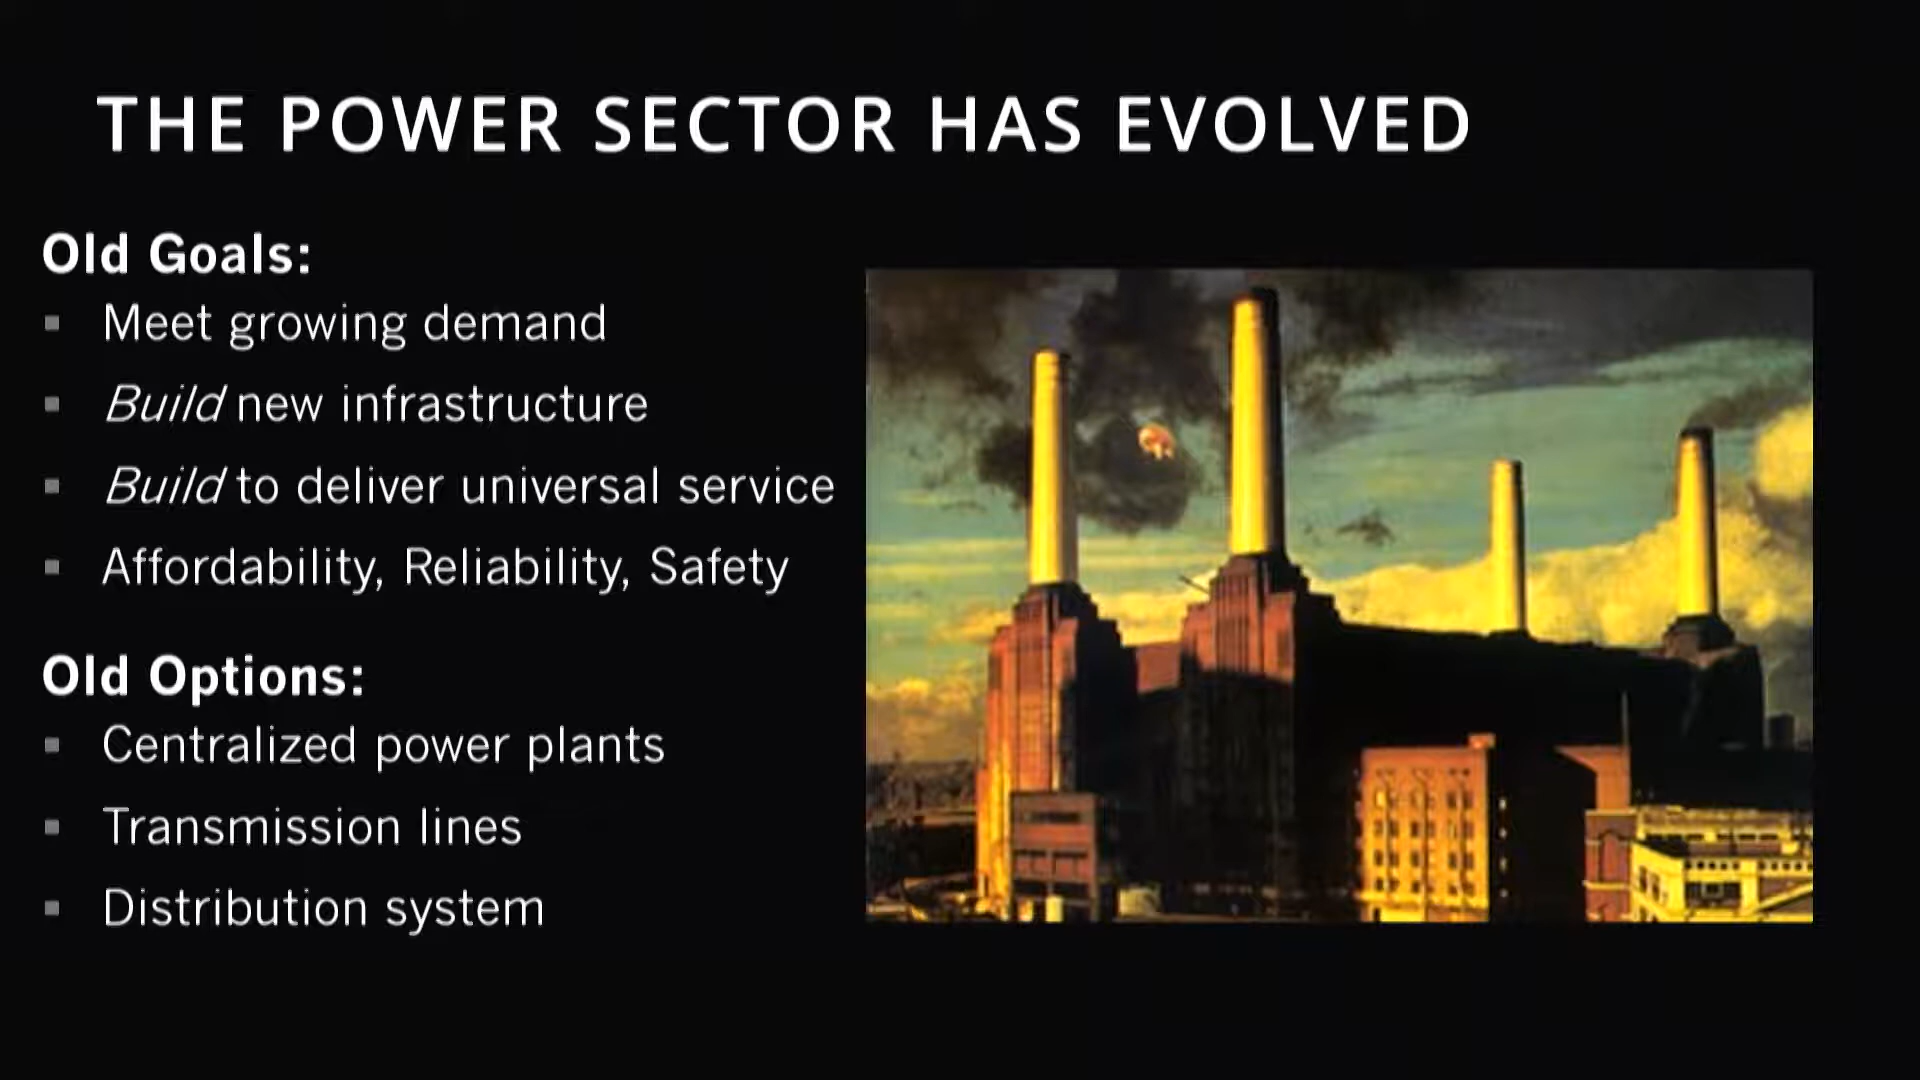 THE POWER SECTOR HAS EVOLVED
Old Goals:
Meet growing demand
Build new infrastructure
Build to deliver universal service
Affordability, Reliability, Safety
Old Options:
Centralized power plants
Transmission lines
Distribution system